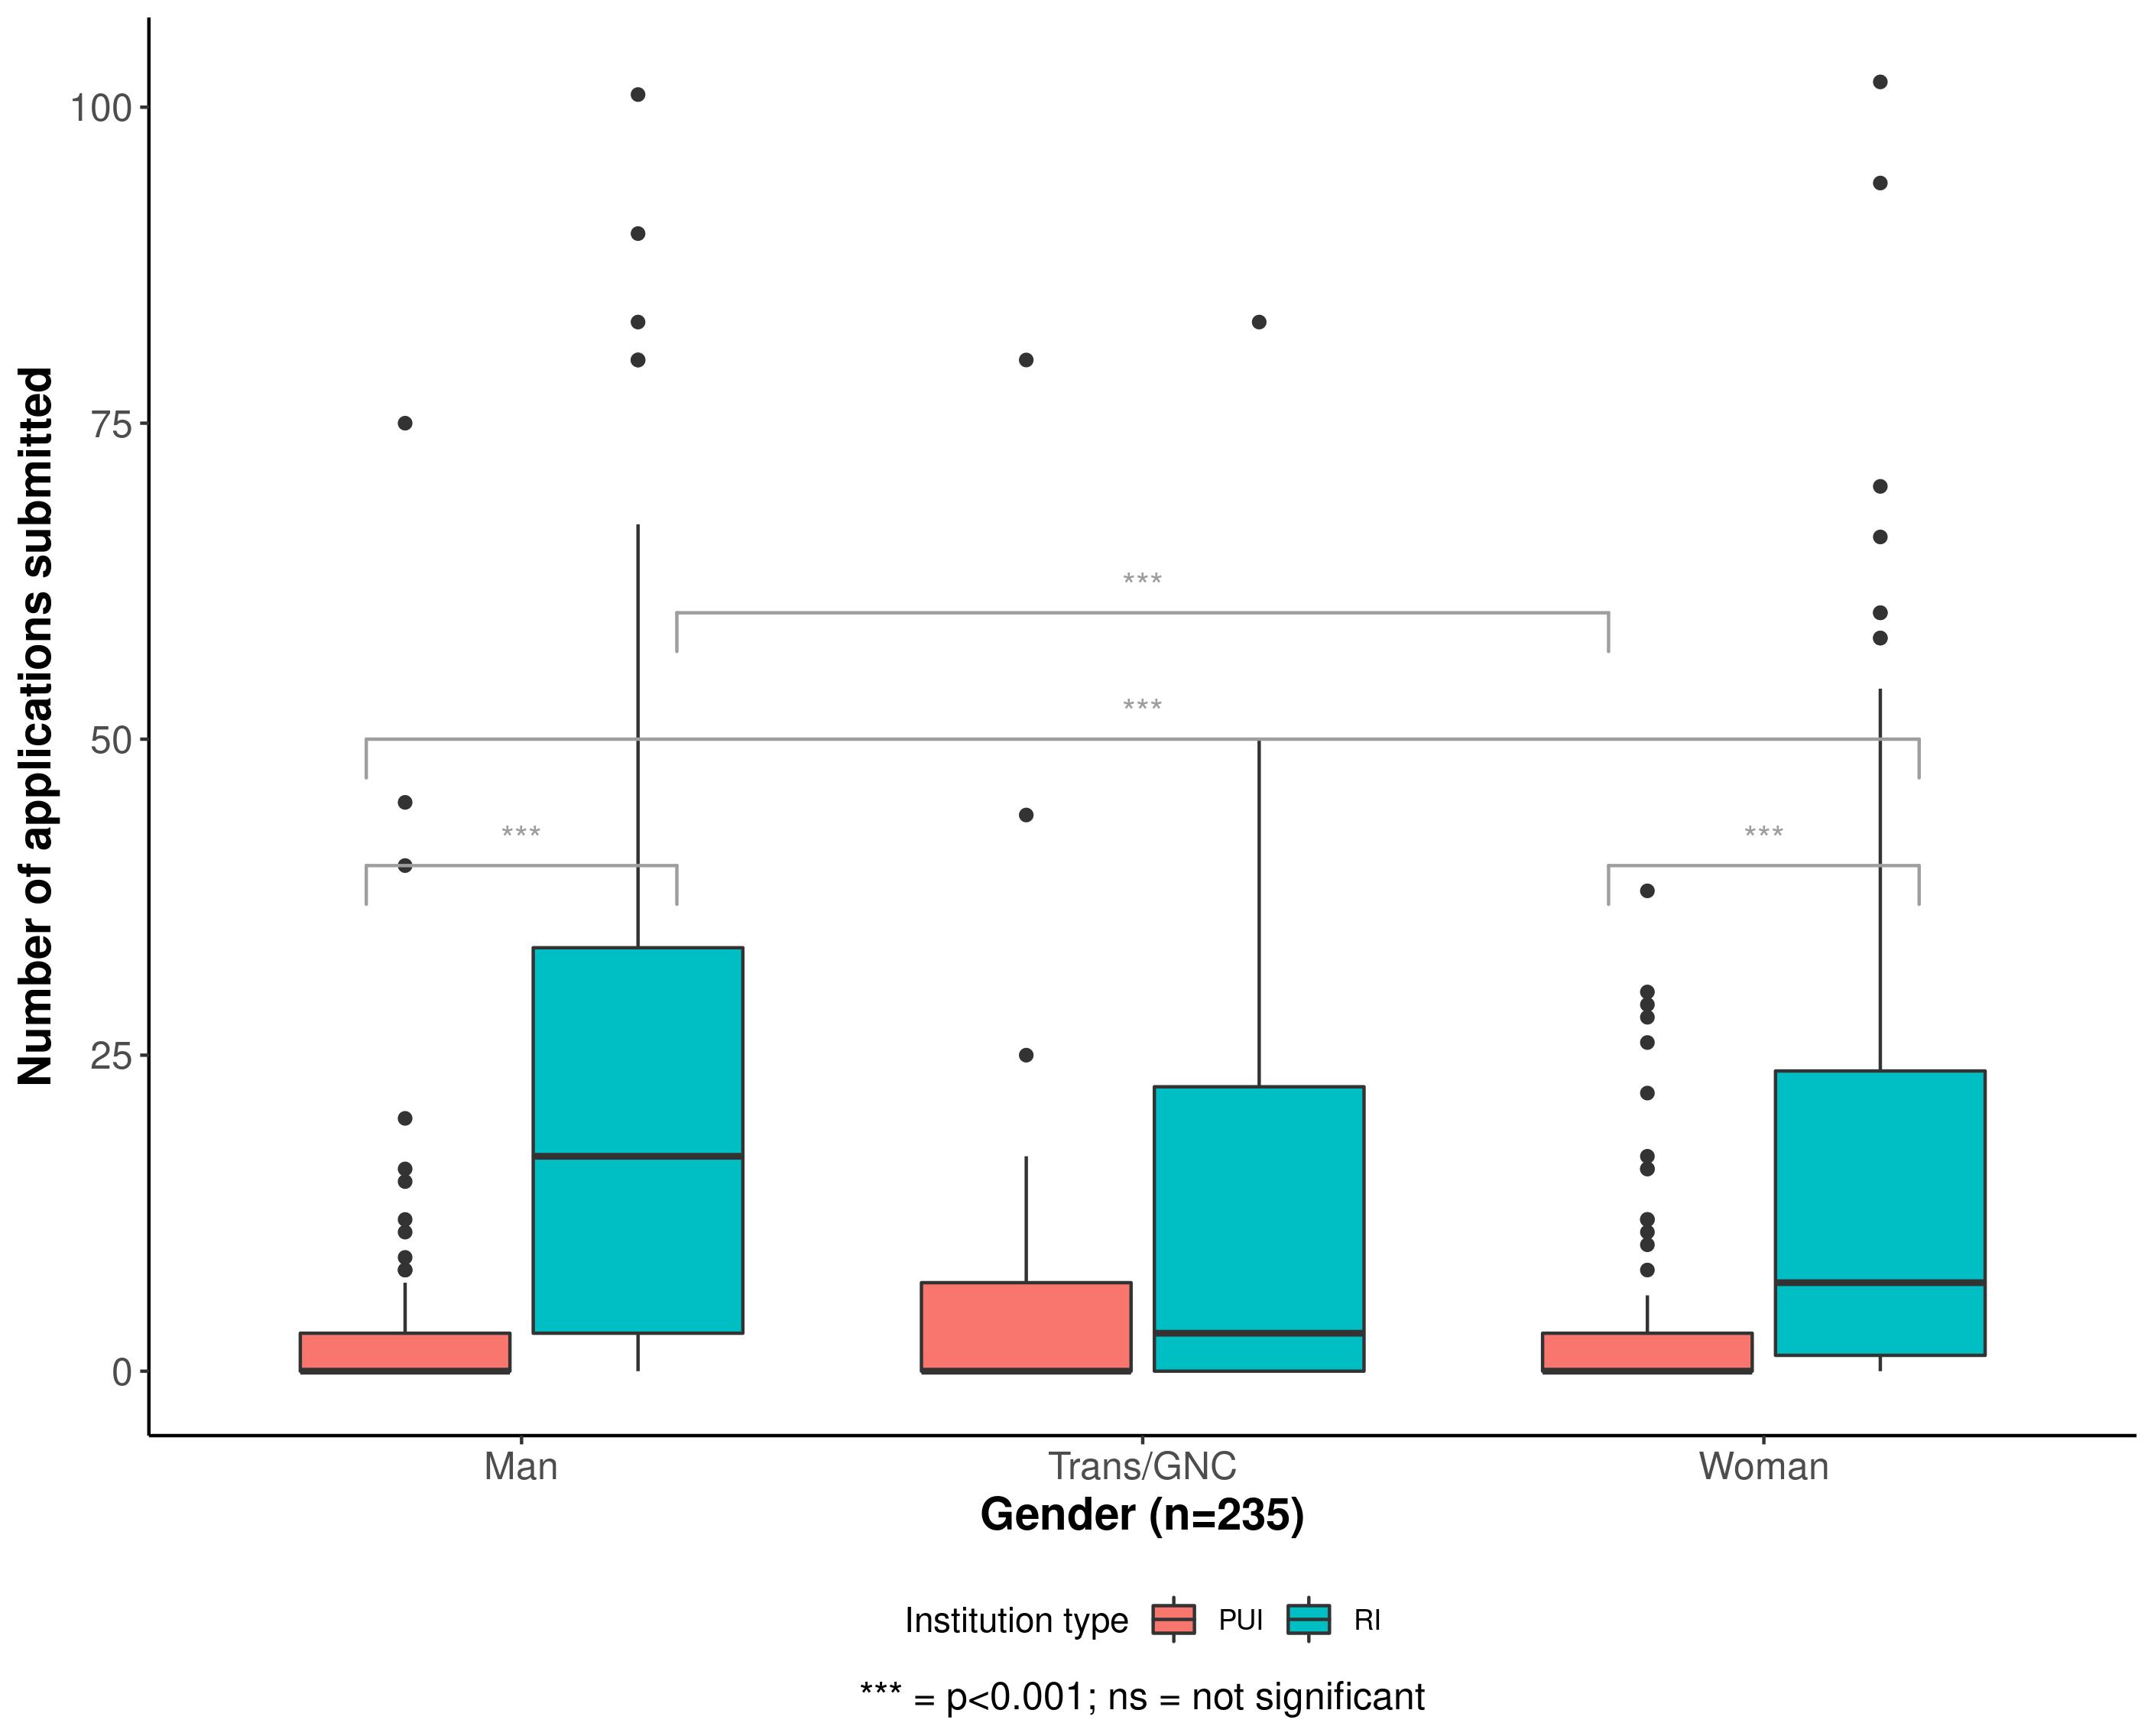 Number of applications submitted
100
75
50
25
0
***
***
***
***
Man
Trans/GNC
Woman
Gender (n=235)
Institution type PUI RI
*** = p<0.001; ns = not significant